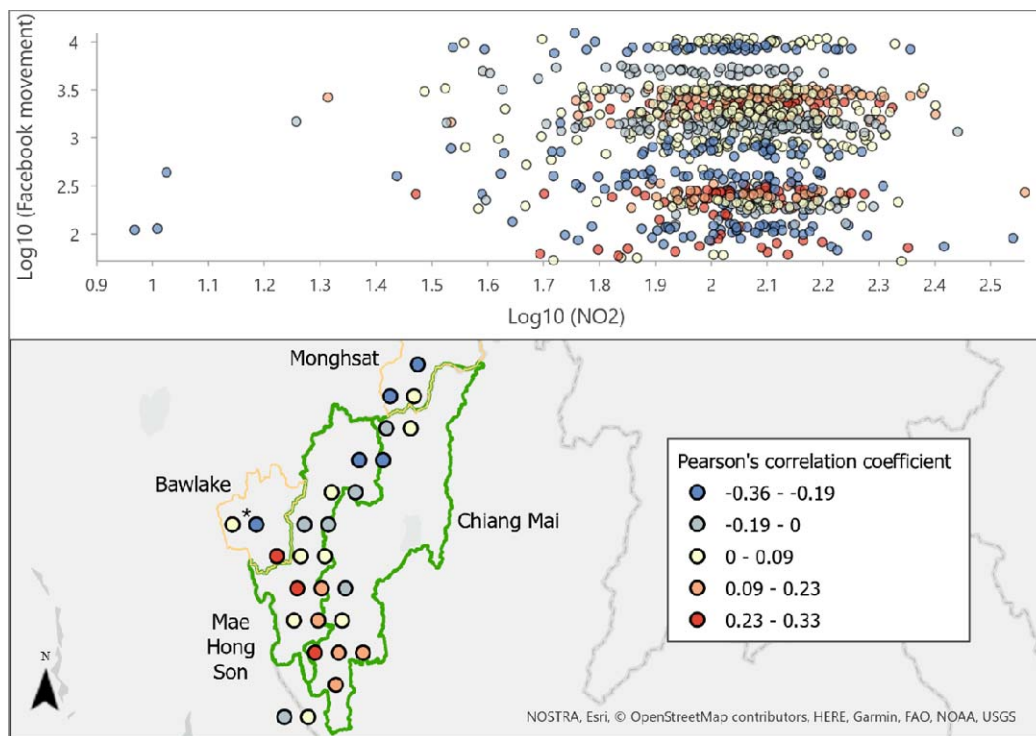 Log10 (Facebook movement)
4
3.5
3
2.5
2
0.9 1 1.1 1.2 1.3 1.4 1.5 1.6 1.7 1.8 1.9 2 2.1 2.2 2.3 2.4 2.5
Log10 (NO2)
Monghsat
Bawlake
*
Chiang Mai
Mae
Hong
Son
Pearson's correlation coefficient
-0.36 - -0.19
-0.19 - 0
0 - 0.09
0.09 - 0.23
0.23 - 0.33
N
NOSTRA, Esri, © OpenStreetMap contributors, HERE, Garmin, FAO, NOAA, USGS